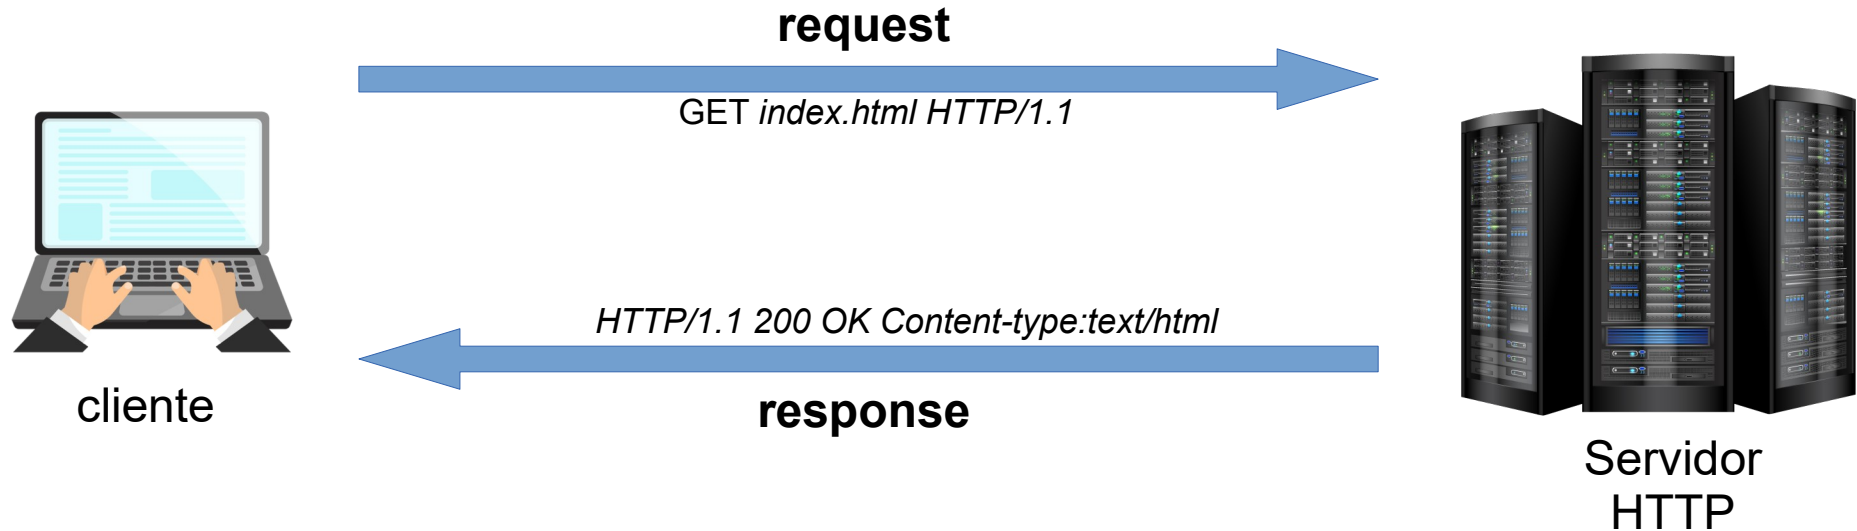 request
GET index.html HTTP/1.1
HTTP/1.1 200 OK Content-type:text/html
response
cliente
Servidor
HTTP